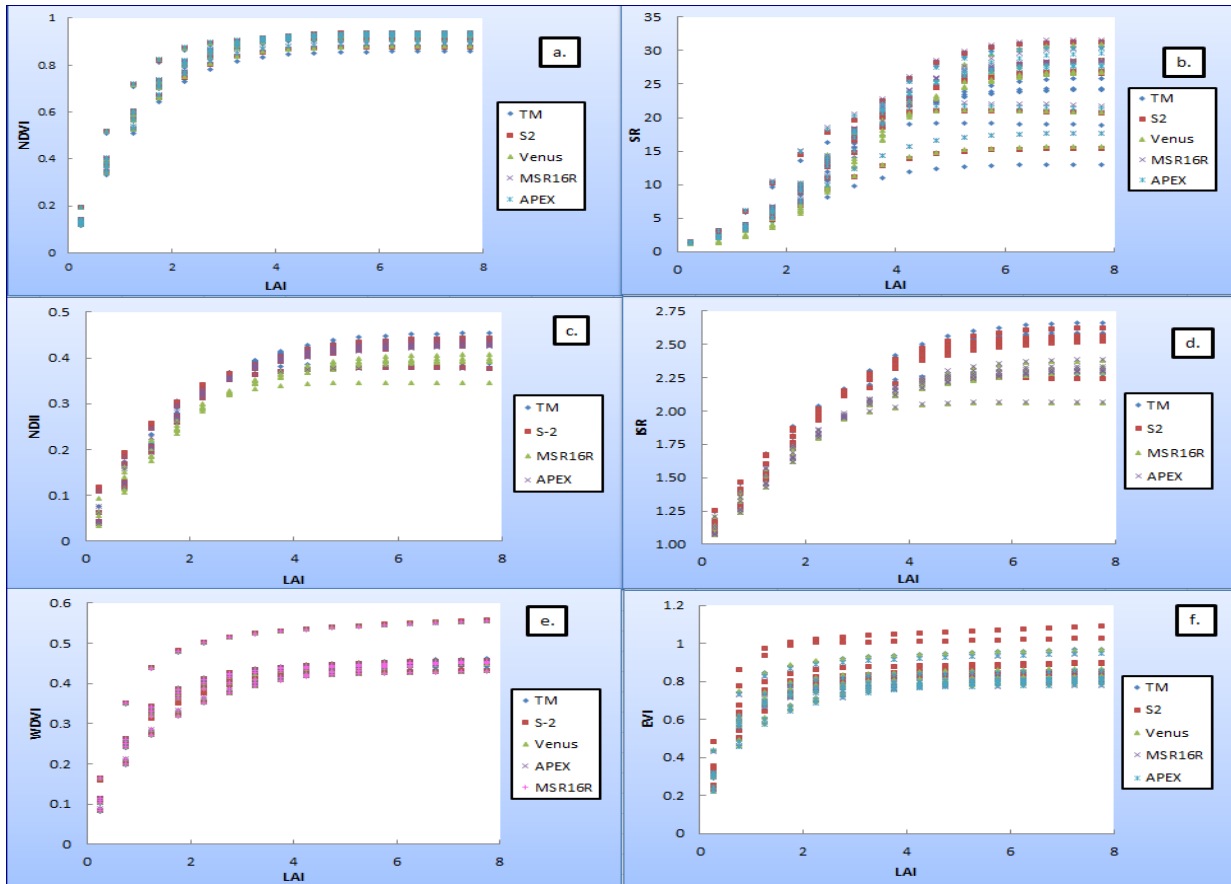 a.
1
0.8
0.6
0.4
0.2
0
0 2 4 6 8
NDVI
LAI
TM
S2
Venus
MSR16R
APEX
b.
35
30
25
20
15
10
5
0
0 2 4 6 8
SR
LAI
TM
S2
Venus
MSR16R
APEX
c.
0.5
0.4
0.3
0.2
0.1
0
0 2 4 6 8
NDII
LAI
TM
S-2
MSR16R
APEX
d.
2.75
2.50
2.25
2.00
1.75
1.50
1.25
1.00
0 2 4 6 8
ISR
LAI
TM
S2
MSR16R
APEX
e.
0.6
0.5
0.4
0.3
0.2
0.1
0
0 2 4 6 8
WDVI
LAI
TM
S-2
Venus
APEX
MSR16R
f.
1.2
1
0.8
0.6
0.4
0.2
0
0 2 4 6 8
EVI
LAI
TM
S2
Venus
MSR16R
APEX